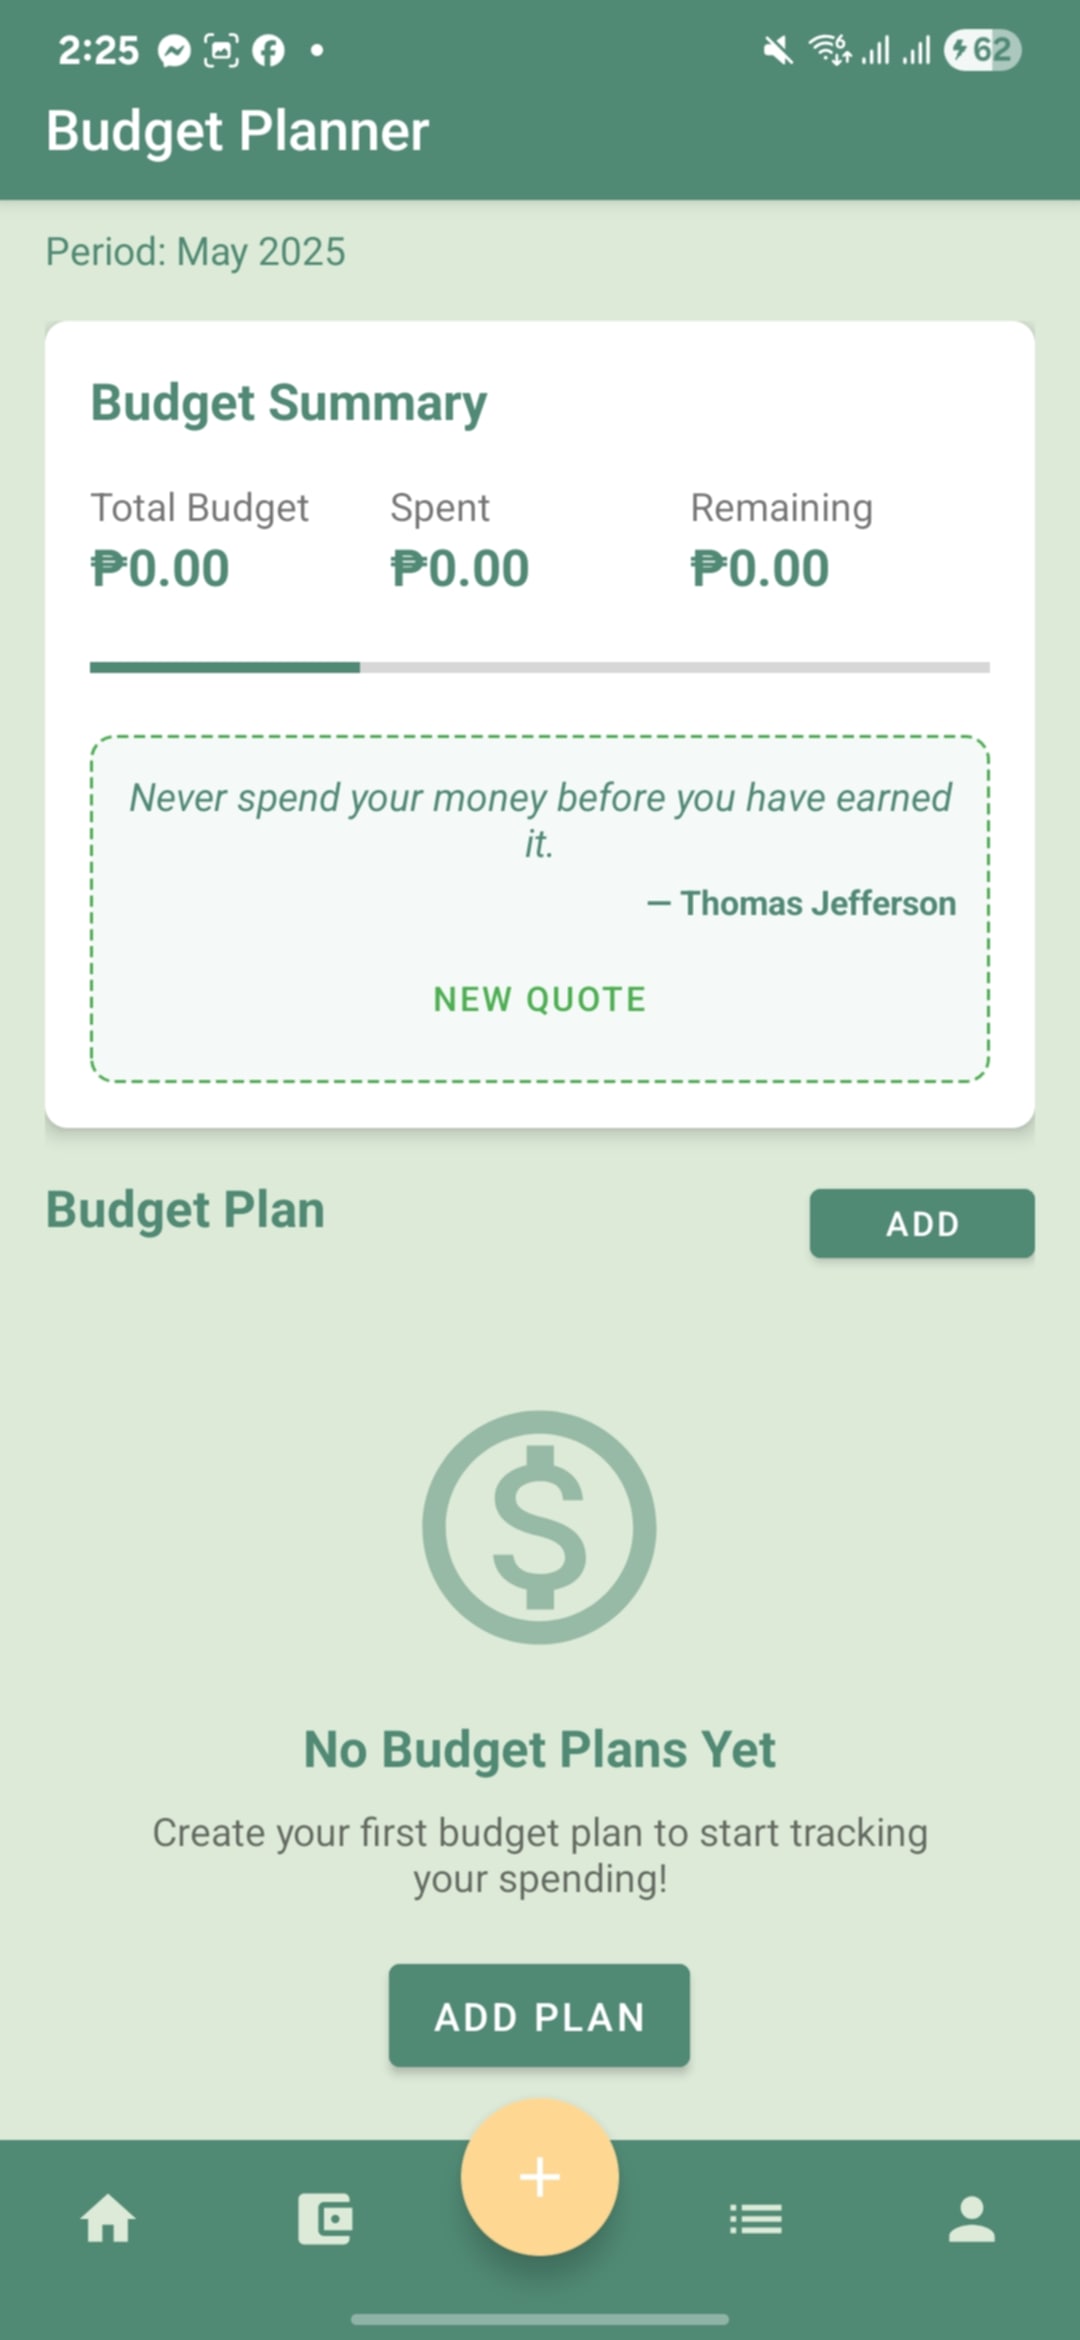 2:25
6
62
Budget Planner
Period: May 2025
Budget Summary
Total Budget Spent Remaining
₱0.00 ₱0.00 ₱0.00
Never spend your money before you have earned
it.
— Thomas Jefferson
NEW QUOTE
Budget Plan
ADD
$
No Budget Plans Yet
Create your first budget plan to start tracking
your spending!
ADD PLAN